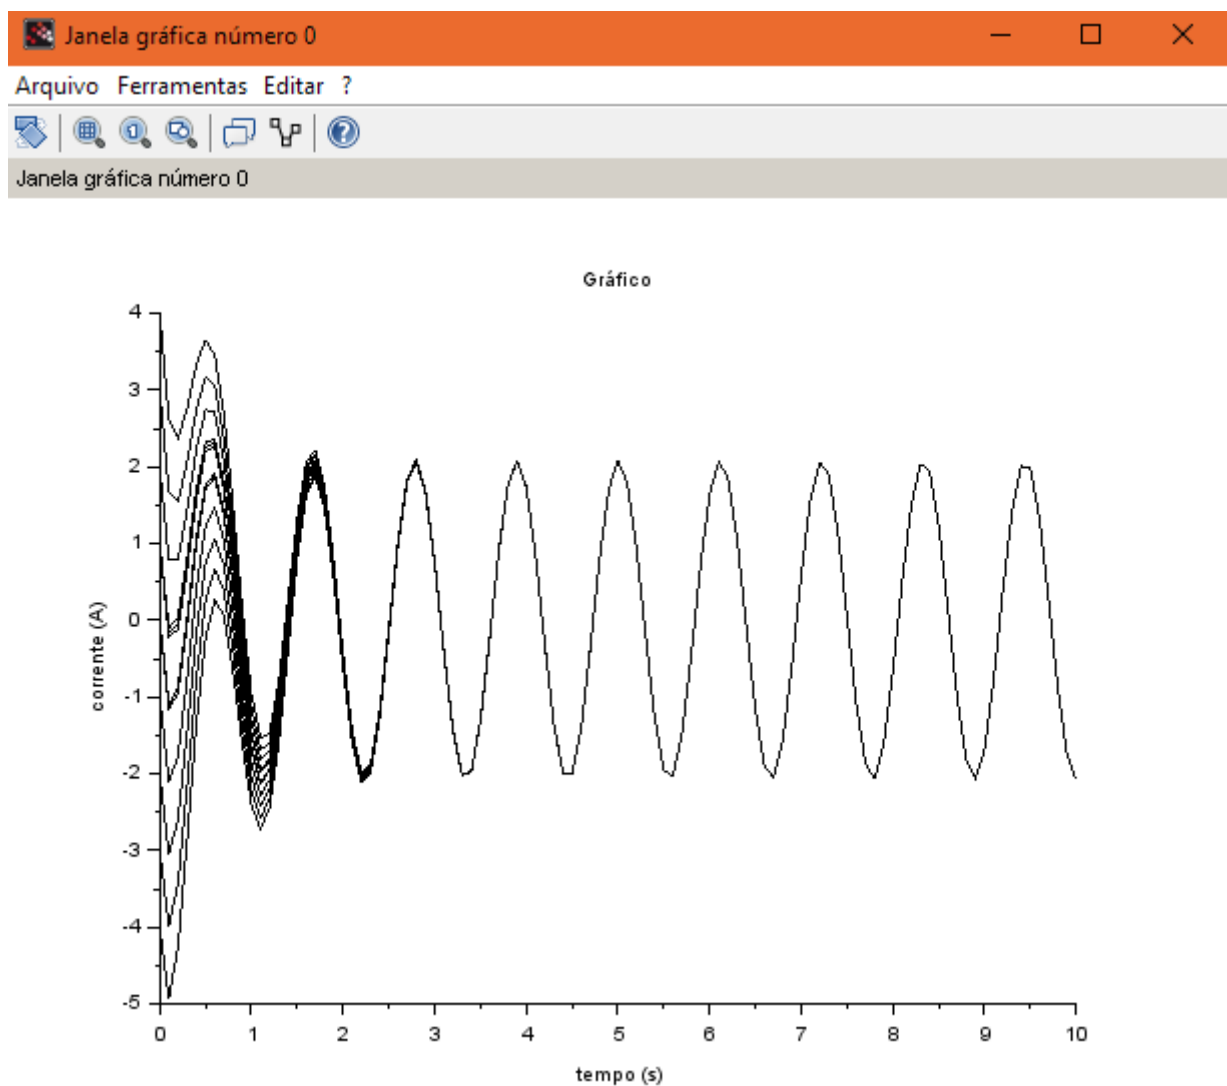 Janela gráfica número 0
Arquivo Ferramentas Editar ?
Janela gráfica número 0
Gráfico
4
3
2
1
0
-1
-2
-3
-4
-5
corrente (A)
0 1 2 3 4 5 6 7 8 9 10
tempo (s)